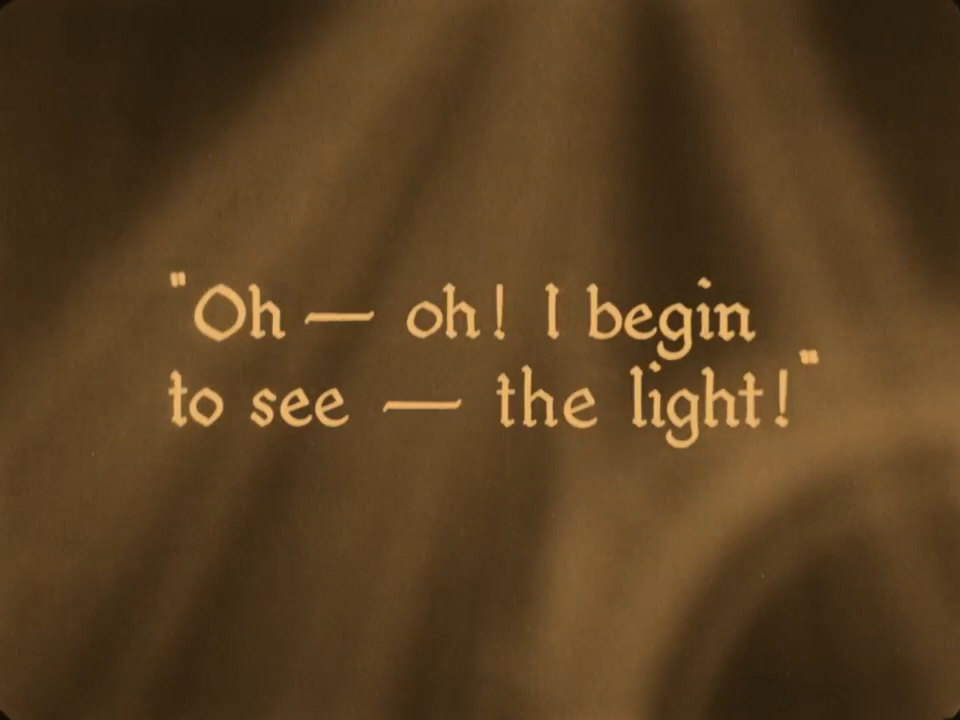 "Oh — oh! I begin
to see — the light!"